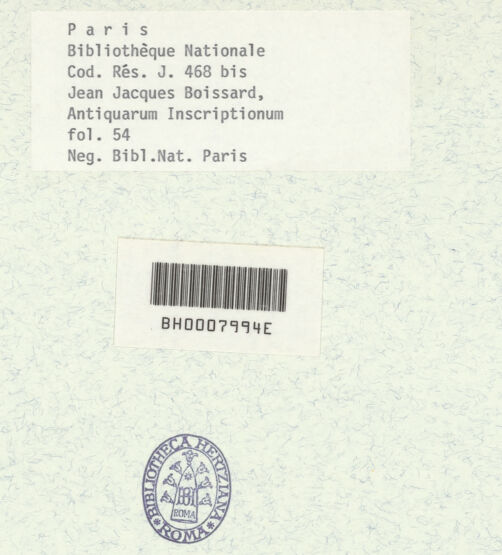 P a r i s
Bibliothèque Nationale
Cod. Rés. J. 468 bis
Jean Jacques Boissard,
Antiquarum Inscriptionum
fol. 54
Neg. Bibl.Nat. Paris
BH0007994E
BIBLIOTHECA HERTZIANA
ROMA
* ROMA *